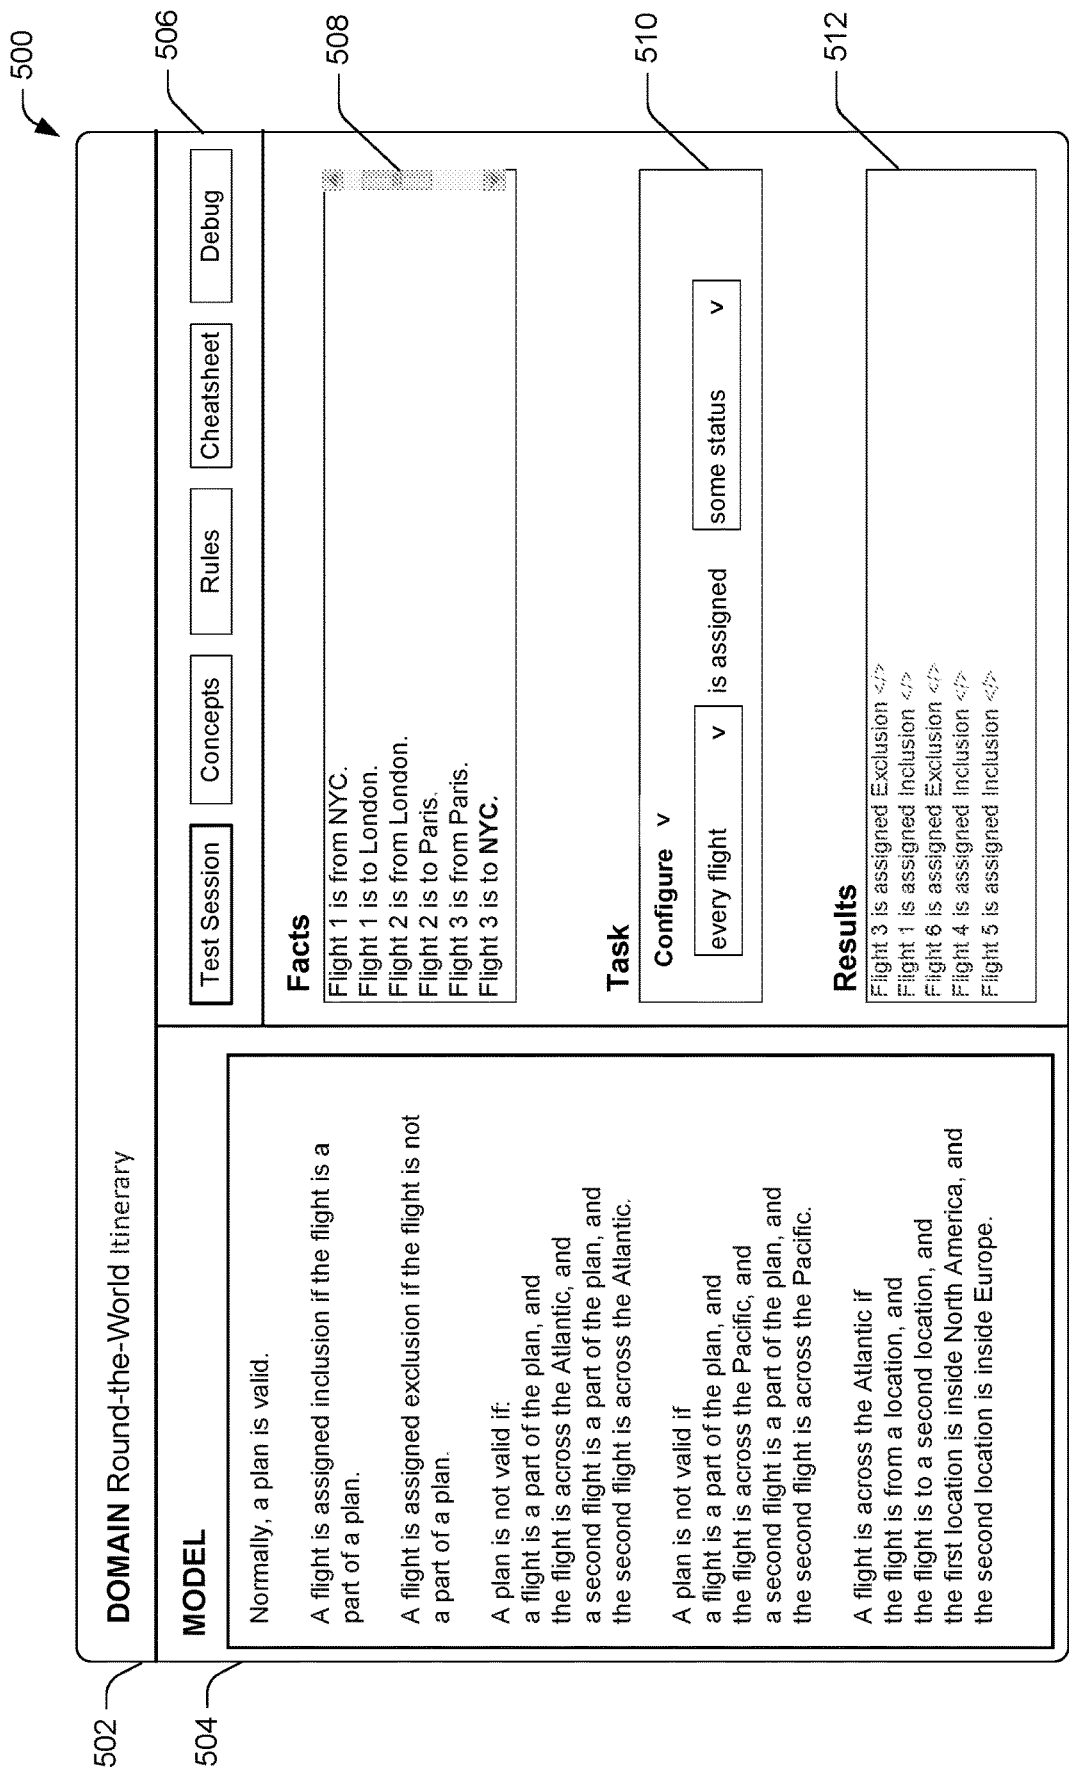 500
502
DOMAIN Round-the-World Itinerary
504
MODEL
Normally, a plan is valid.
A flight is assigned inclusion if the flight is a
part of a plan.
A flight is assigned exclusion if the flight is not
a part of a plan.
A plan is not valid if:
a flight is a part of the plan, and
the flight is across the Atlantic, and
a second flight is a part of the plan, and
the second flight is across the Atlantic.
A plan is not valid if
a flight is a part of the plan, and
the flight is across the Pacific, and
a second flight is a part of the plan, and
the second flight is across the Pacific.
A flight is across the Atlantic if
the flight is from a location, and
the flight is to a second location, and
the first location is inside North America, and
the second location is inside Europe.
Test Session
Concepts
Rules
Cheatsheet
Debug
506
Facts
Flight 1 is from NYC.
Flight 1 is to London.
Flight 2 is from London.
Flight 2 is to Paris.
Flight 3 is from Paris.
Flight 3 is to NYC.
508
Task
Configure v
every flight v is assigned some status v
510
Results
Flight 3 is assigned Exclusion </>
Flight 1 is assigned Inclusion </>
Flight 6 is assigned Exclusion </>
Flight 4 is assigned Inclusion </>
Flight 5 is assigned Inclusion </>
512